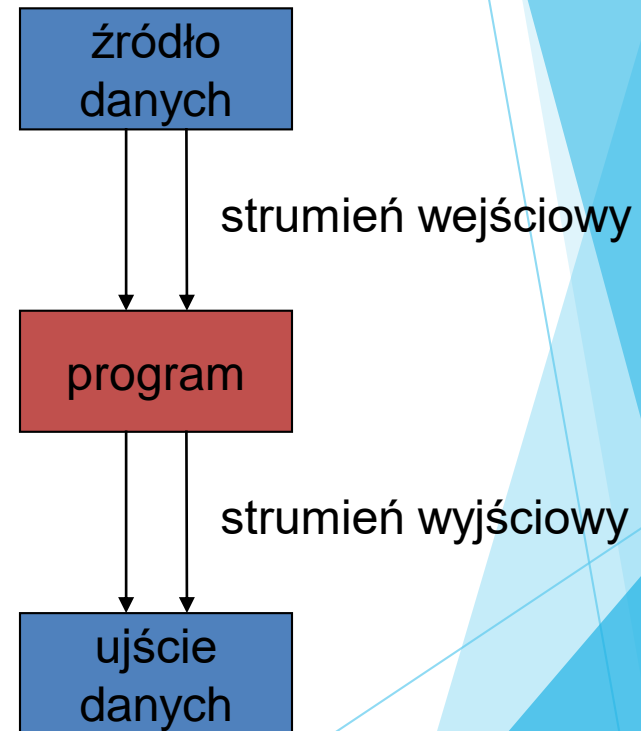 źródło
danych
strumień wejściowy
program
strumień wyjściowy
ujście
danych